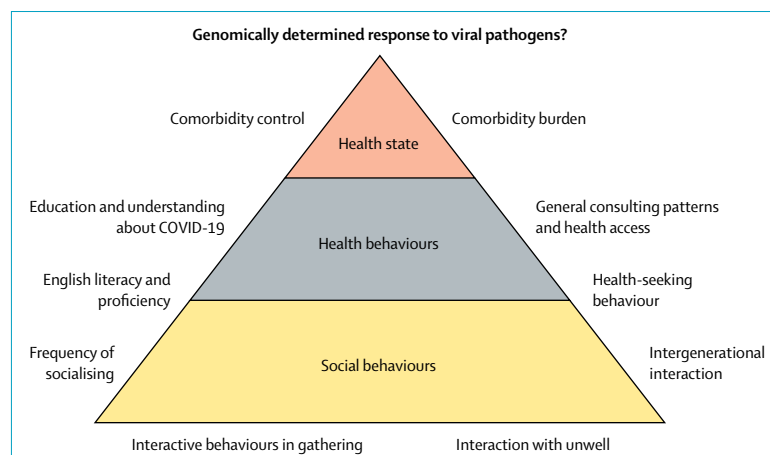 Genomically determined response to viral pathogens?
Comorbidity control
Comorbidity burden
Health state
Education and understanding
about COVID-19
General consulting patterns
and health access
Health behaviours
English literacy and
proficiency
Health-seeking
behaviour
Frequency of
socialising
Social behaviours
Intergenerational
interaction
Interactive behaviours in gathering
Interaction with unwell